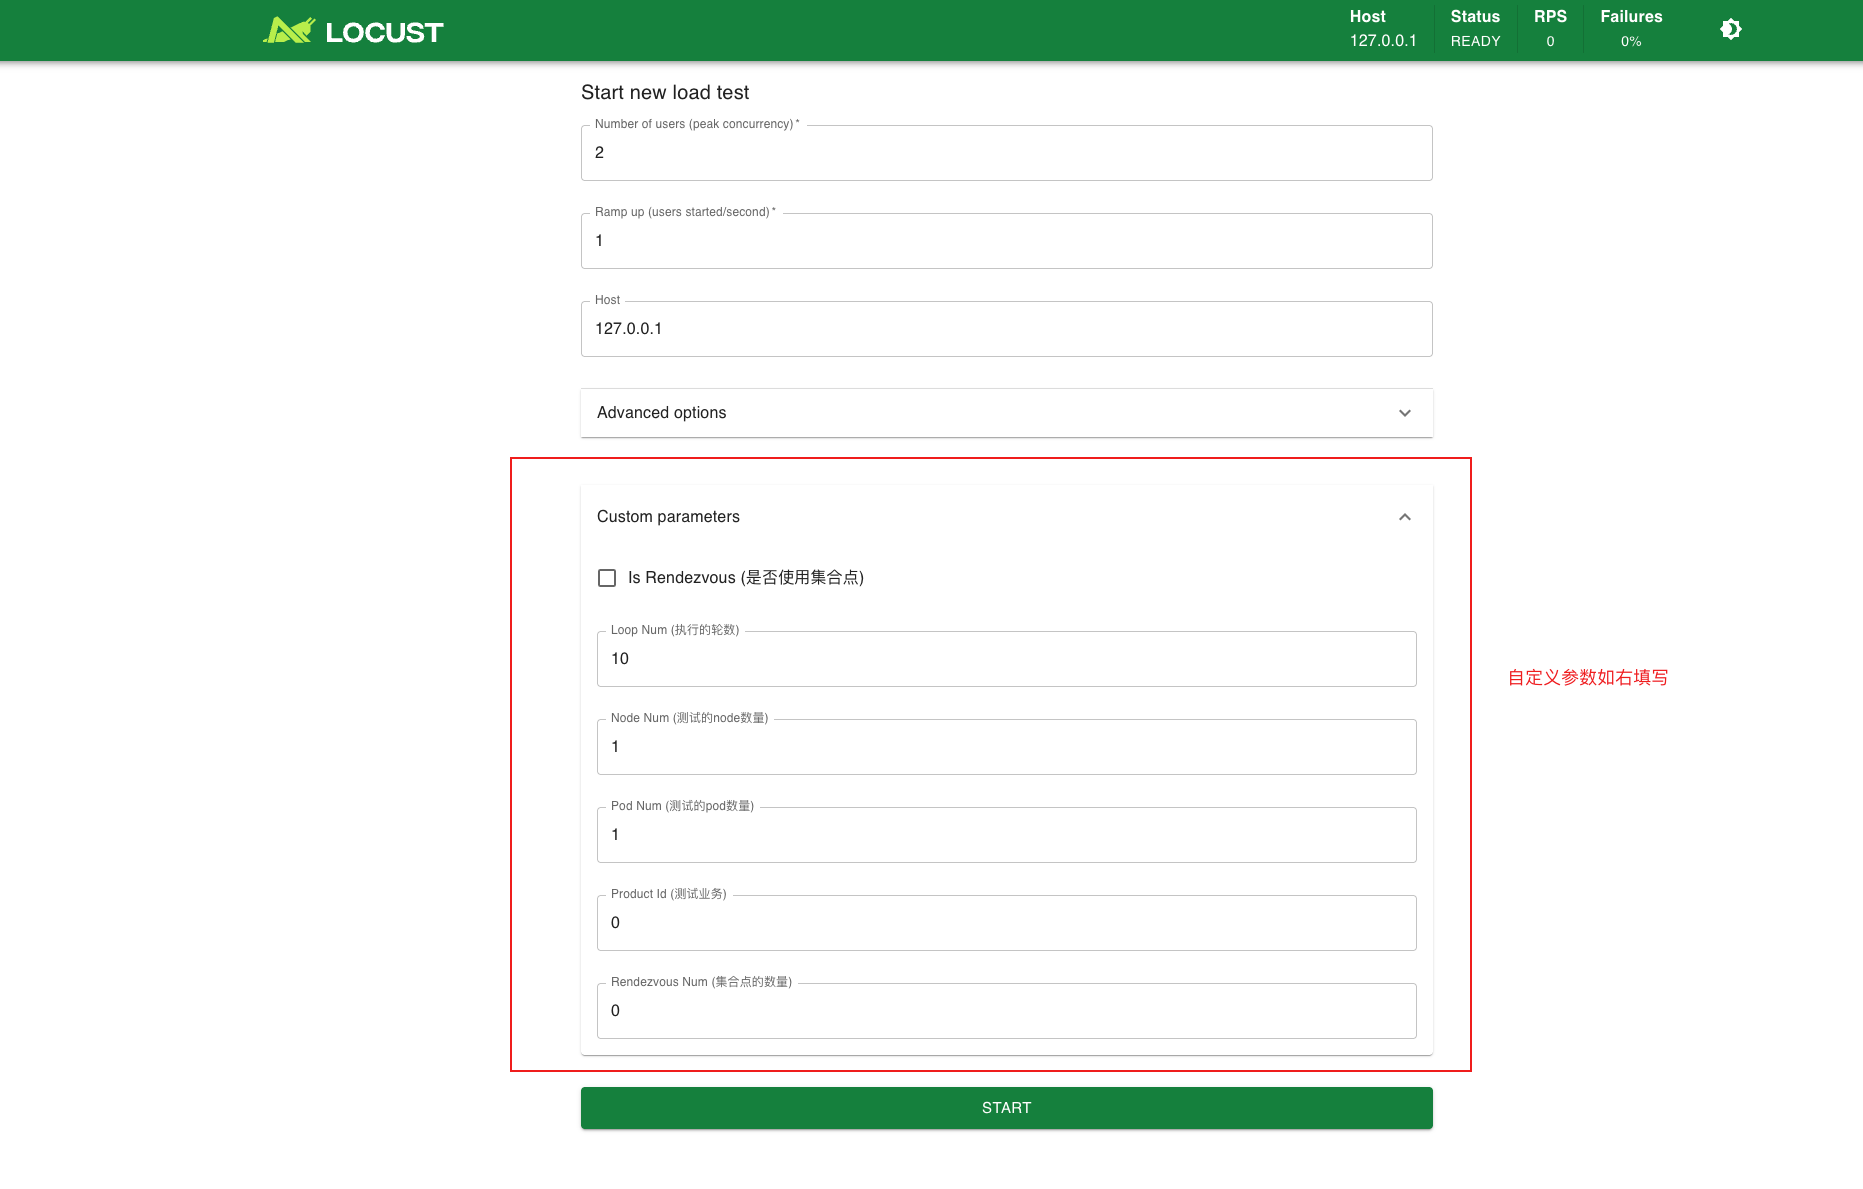 LOCUST
Host
127.0.0.1
Status
READY
RPS
0
Failures
0%
Start new load test
Number of users (peak concurrency) *
2
Ramp up (users started/second) *
1
Host
127.0.0.1
Advanced options
Custom parameters
Is Rendezvous (是否使用集合点)
Loop Num (执行的轮数)
10
Node Num (测试的node数量)
1
Pod Num (测试的pod数量)
1
Product Id (测试业务)
0
Rendezvous Num (集合点的数量)
0
自定义参数如右填写
START